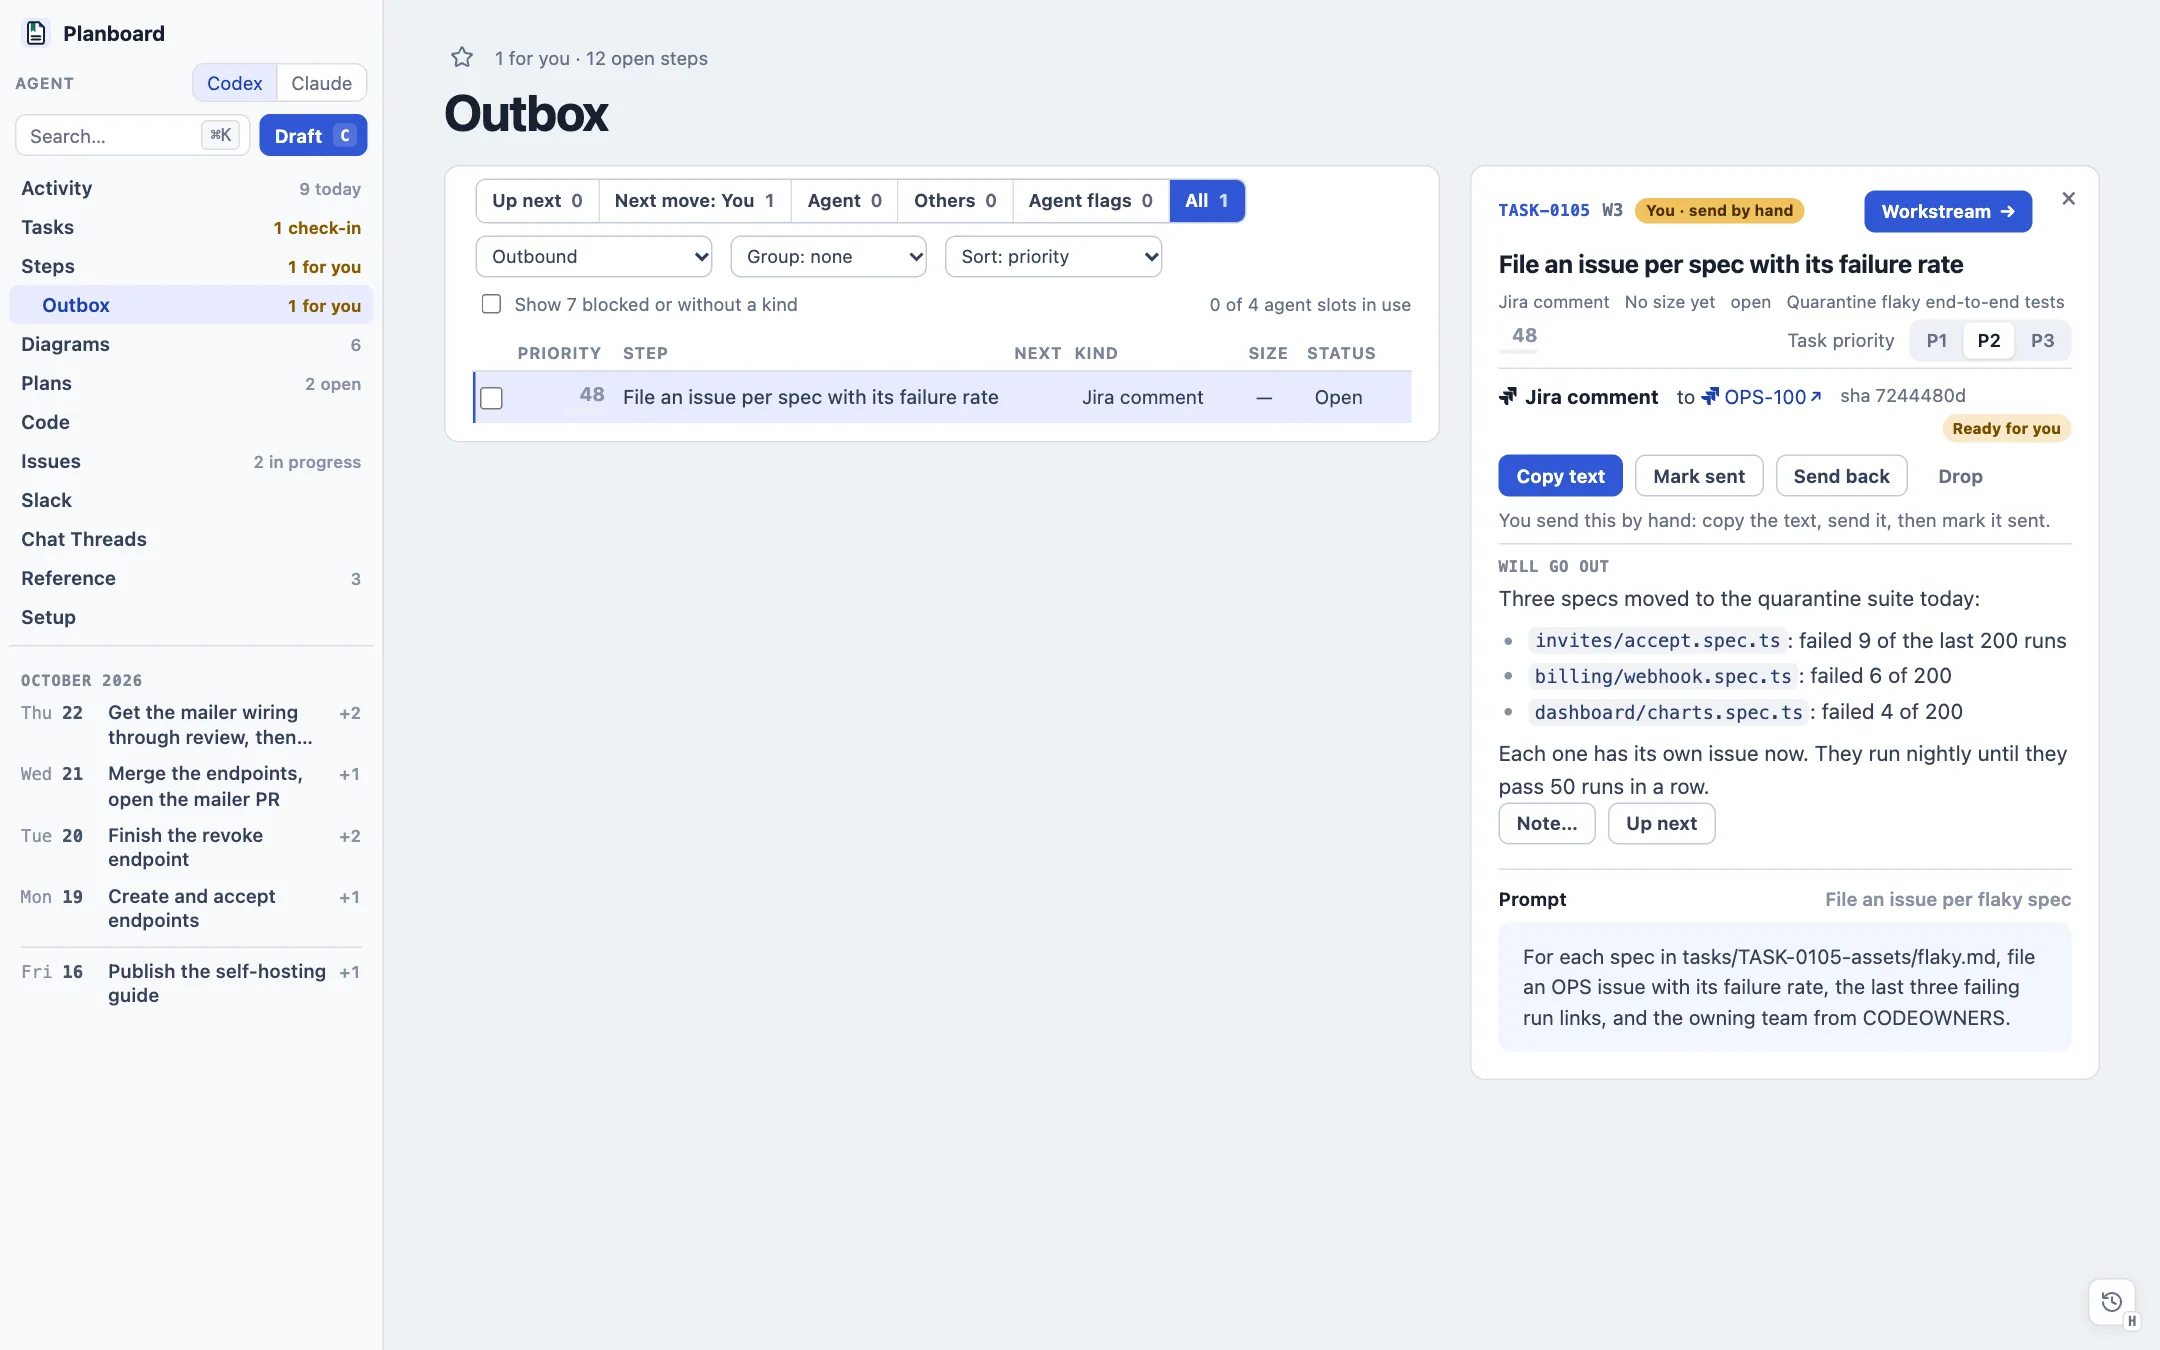 Planboard
AGENT
Codex
Claude
Search...
⌘K
Draft C
Activity 9 today
Tasks 1 check-in
Steps 1 for you
Outbox 1 for you
Diagrams 6
Plans 2 open
Code
Issues 2 in progress
Slack
Chat Threads
Reference 3
Setup
OCTOBER 2026
Thu 22 Get the mailer wiring +2
through review, then...
Wed 21 Merge the endpoints, +1
open the mailer PR
Tue 20 Finish the revoke +2
endpoint
Mon 19 Create and accept +1
endpoints
Fri 16 Publish the self-hosting +1
guide
1 for you · 12 open steps
Outbox
Up next 0
Next move: You 1
Agent 0
Others 0
Agent flags 0
All 1
Outbound
Group: none
Sort: priority
Show 7 blocked or without a kind
0 of 4 agent slots in use
PRIORITY STEP NEXT KIND SIZE STATUS
48 File an issue per spec with its failure rate Jira comment — Open
TASK-0105 W3 You · send by hand
Workstream →
File an issue per spec with its failure rate
Jira comment No size yet open Quarantine flaky end-to-end tests
48
Task priority P1 P2 P3
Jira comment to OPS-100↗ sha 7244480d
Ready for you
Copy text
Mark sent
Send back
Drop
You send this by hand: copy the text, send it, then mark it sent.
WILL GO OUT
Three specs moved to the quarantine suite today:
• invites/accept.spec.ts: failed 9 of the last 200 runs
• billing/webhook.spec.ts: failed 6 of 200
• dashboard/charts.spec.ts: failed 4 of 200
Each one has its own issue now. They run nightly until they
pass 50 runs in a row.
Note...
Up next
Prompt
File an issue per flaky spec
For each spec in tasks/TASK-0105-assets/flaky.md, file
an OPS issue with its failure rate, the last three failing
run links, and the owning team from CODEOWNERS.
H